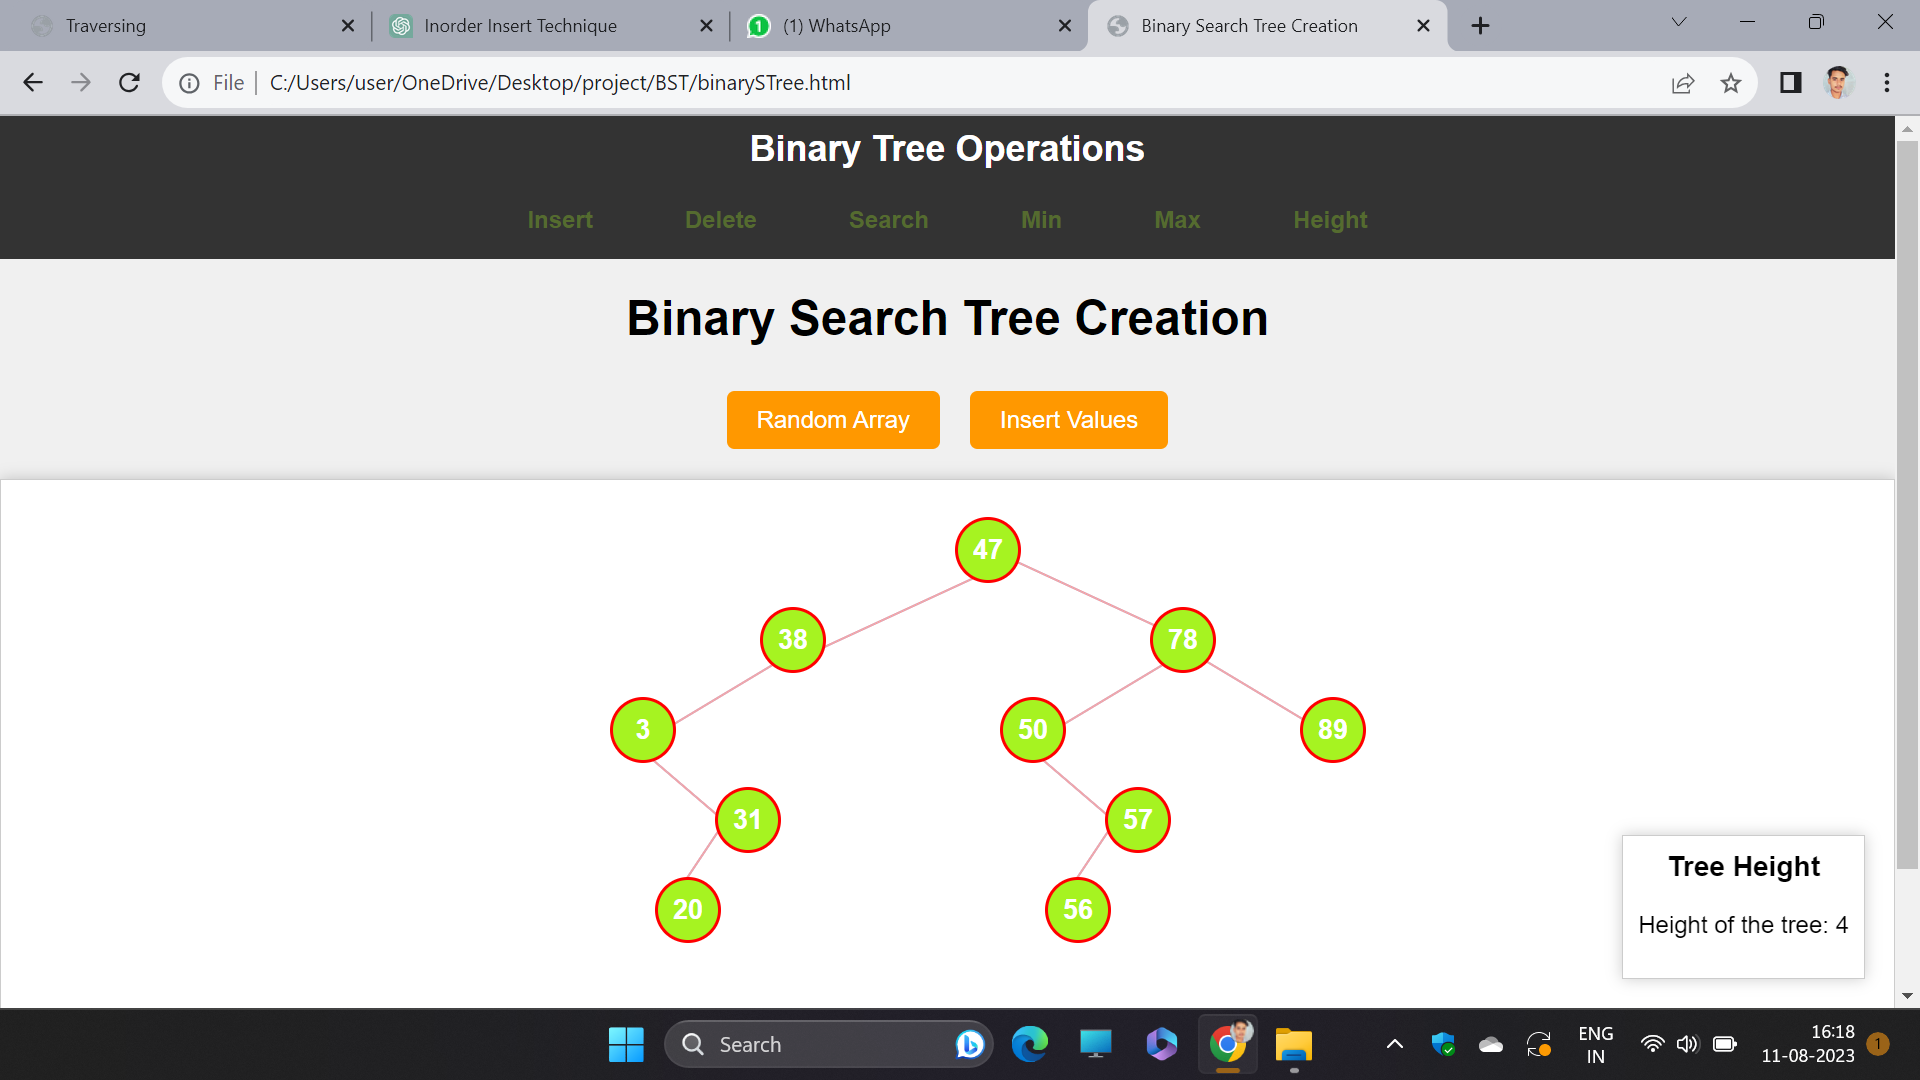 Traversing
Inorder Insert Technique
(1) WhatsApp
Binary Search Tree Creation
File
C:/Users/user/OneDrive/Desktop/project/BST/binarySTree.html
Binary Tree Operations
Insert Delete Search Min Max Height
Binary Search Tree Creation
Random Array Insert Values
47
38 78
3 50 89
31 57
20 56
Tree Height
Height of the tree: 4
Search
ENG
IN
16:18
11-08-2023
1